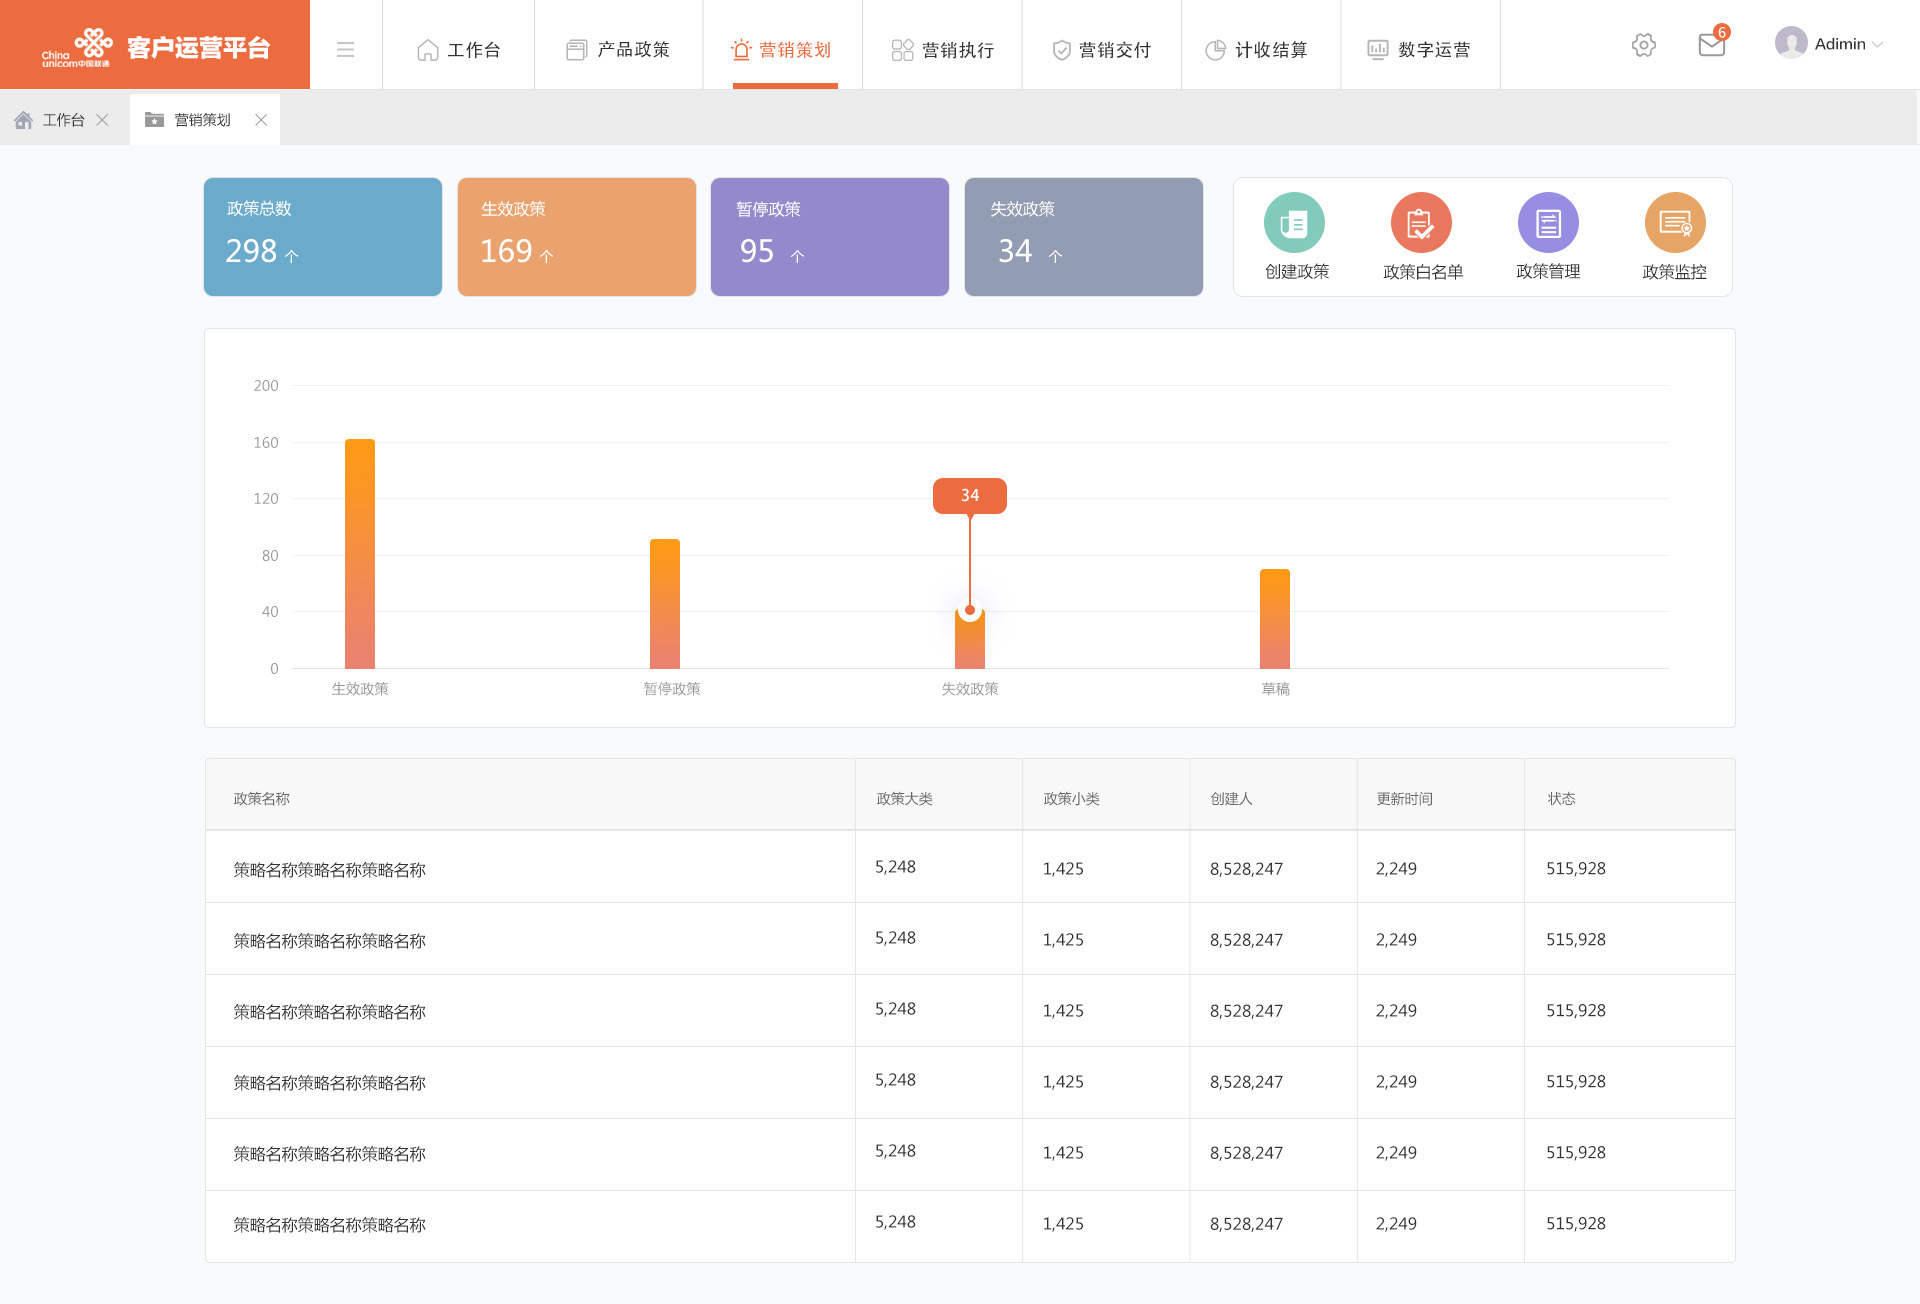 China unicom中国联通 客户运营平台
工作台 产品政策 营销策划 营销执行 营销交付 计收结算 数字运营 6 Adimin
工作台 营销策划
政策总数 生效政策 暂停政策 失效政策
298 个 169 个 95 个 34 个
创建政策 政策白名单 政策管理 政策监控
200
160
120
80
40
0
34
生效政策 暂停政策 失效政策 草稿
政策名称 政策大类 政策小类 创建人 更新时间 状态
策略名称策略名称策略名称 5,248 1,425 8,528,247 2,249 515,928
策略名称策略名称策略名称 5,248 1,425 8,528,247 2,249 515,928
策略名称策略名称策略名称 5,248 1,425 8,528,247 2,249 515,928
策略名称策略名称策略名称 5,248 1,425 8,528,247 2,249 515,928
策略名称策略名称策略名称 5,248 1,425 8,528,247 2,249 515,928
策略名称策略名称策略名称 5,248 1,425 8,528,247 2,249 515,928